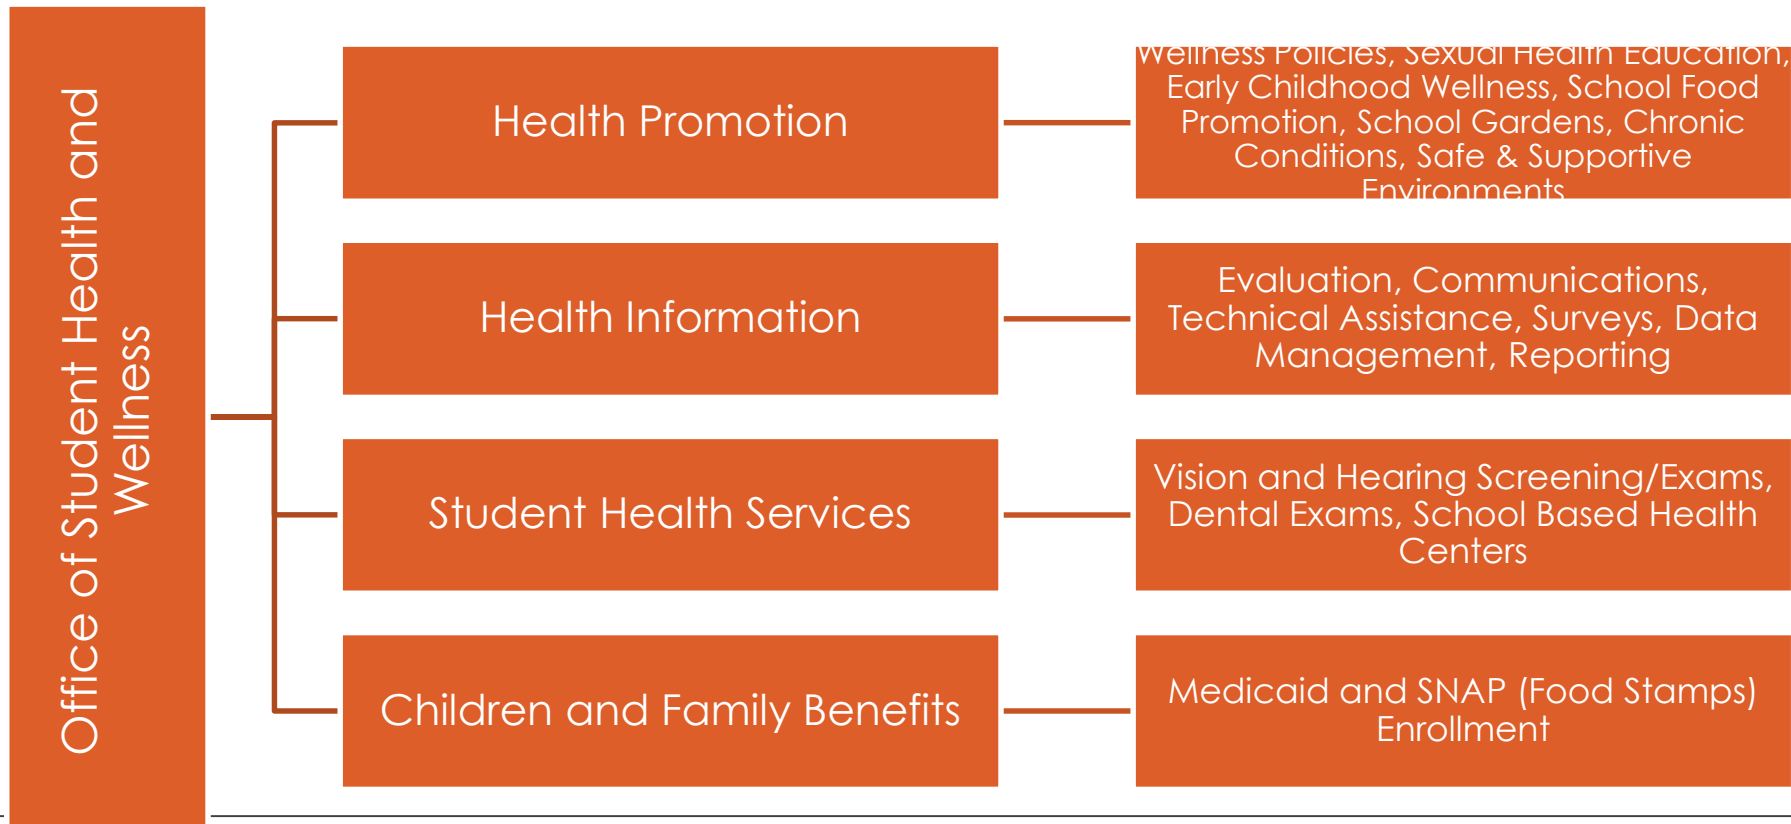 Office of Student Health and
Wellness
Health Promotion
Wellness Policies, Sexual Health Education,
Early Childhood Wellness, School Food
Promotion, School Gardens, Chronic
Conditions, Safe & Supportive
Environments
Health Information
Evaluation, Communications,
Technical Assistance, Surveys, Data
Management, Reporting
Student Health Services
Vision and Hearing Screening/Exams,
Dental Exams, School Based Health
Centers
Children and Family Benefits
Medicaid and SNAP (Food Stamps)
Enrollment